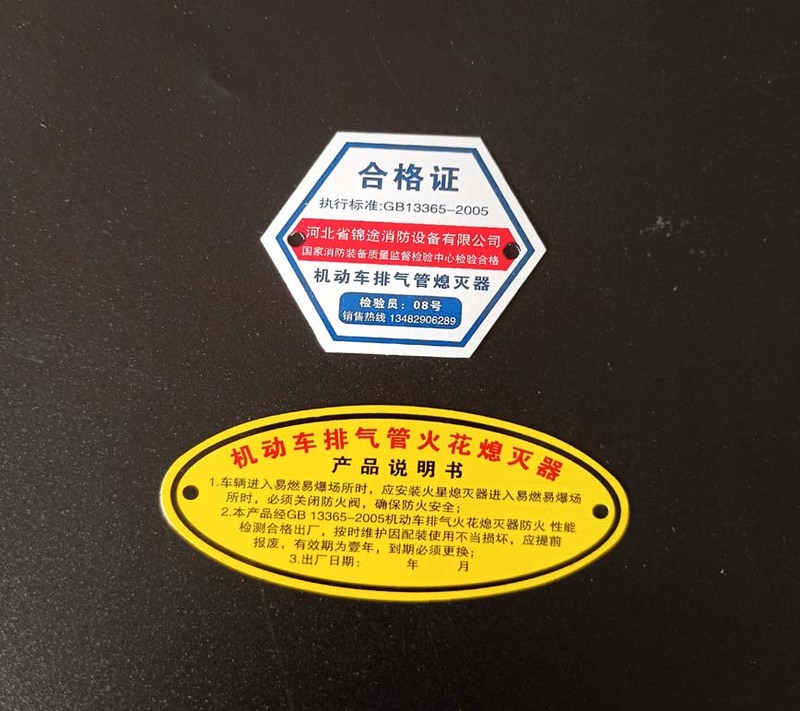 合格证
执行标准:GB13365-2005
河北省锦途消防设备有限公司
国家消防装备质量监督检验中心检验合格
机动车排气管熄灭器
检验员：08号
销售热线 13482906289
机动车排气管火花熄灭器
产品说明书
1.车辆进入易燃易爆场所时，应安装火星熄灭器进入易燃易爆场
所时，必须关闭防火阀，确保防火安全；
2.本产品经GB 13365-2005机动车排气火花熄灭器防火 性能
检测合格出厂，按时维护因配装使用不当损坏，应提前
报废，有效期为壹年，到期必须更换；
3.出厂日期： 年 月